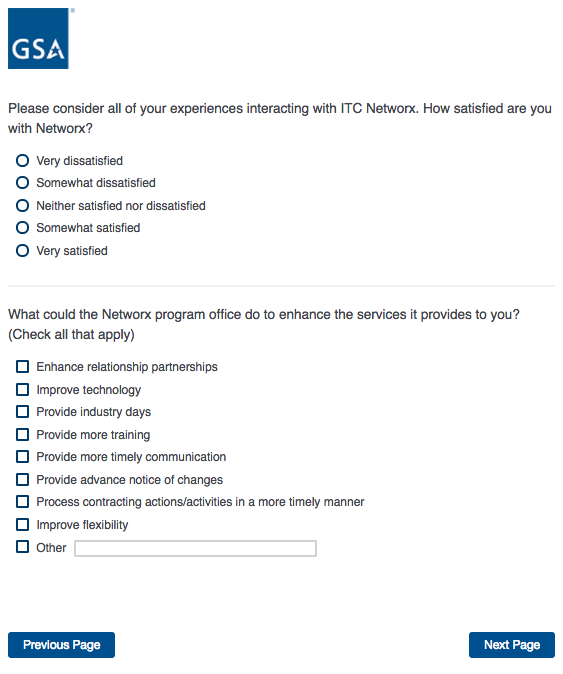 GSA
Please consider all of your experiences interacting with ITC Networx. How satisfied are you
with Networx?
Very dissatisfied
Somewhat dissatisfied
Neither satisfied nor dissatisfied
Somewhat satisfied
Very satisfied
What could the Networx program office do to enhance the services it provides to you?
(Check all that apply)
Enhance relationship partnerships
Improve technology
Provide industry days
Provide more training
Provide more timely communication
Provide advance notice of changes
Process contracting actions/activities in a more timely manner
Improve flexibility
Other
Previous Page
Next Page